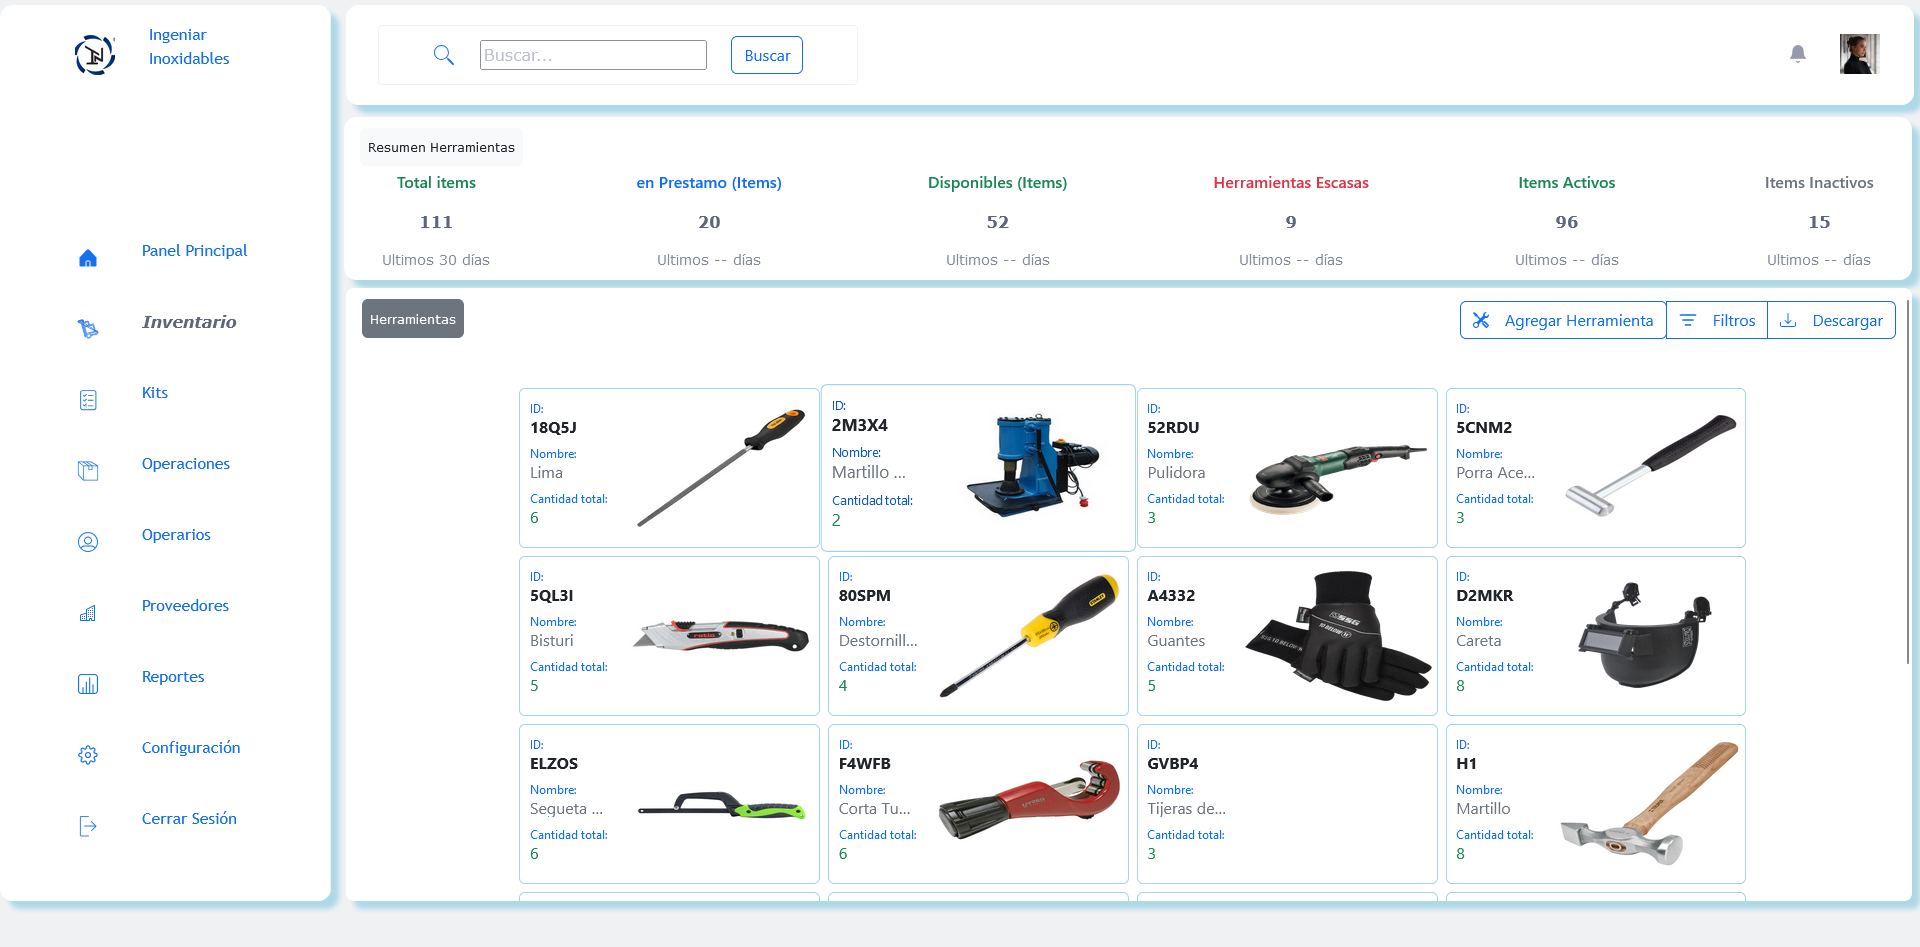 Ingeniar
Inoxidables
Panel Principal
Inventario
Kits
Operaciones
Operarios
Proveedores
Reportes
Configuración
Cerrar Sesión
Buscar...
Buscar
Resumen Herramientas
Total items
111
Ultimos 30 días
en Prestamo (Items)
20
Ultimos -- días
Disponibles (Items)
52
Ultimos -- días
Herramientas Escasas
9
Ultimos -- días
Items Activos
96
Ultimos -- días
Items Inactivos
15
Ultimos -- días
Herramientas
Agregar Herramienta
Filtros
Descargar
ID:
18Q5J
Nombre:
Lima
Cantidad total:
6
ID:
2M3X4
Nombre:
Martillo ...
Cantidad total:
2
ID:
52RDU
Nombre:
Pulidora
Cantidad total:
3
ID:
5CNM2
Nombre:
Porra Ace...
Cantidad total:
3
ID:
5QL3I
Nombre:
Bisturi
Cantidad total:
5
ID:
80SPM
Nombre:
Destornill...
Cantidad total:
4
ID:
A4332
Nombre:
Guantes
Cantidad total:
5
ID:
D2MKR
Nombre:
Careta
Cantidad total:
8
ID:
ELZOS
Nombre:
Segueta ...
Cantidad total:
6
ID:
F4WFB
Nombre:
Corta Tu...
Cantidad total:
6
ID:
GVBP4
Nombre:
Tijeras de...
Cantidad total:
3
ID:
H1
Nombre:
Martillo
Cantidad total:
8